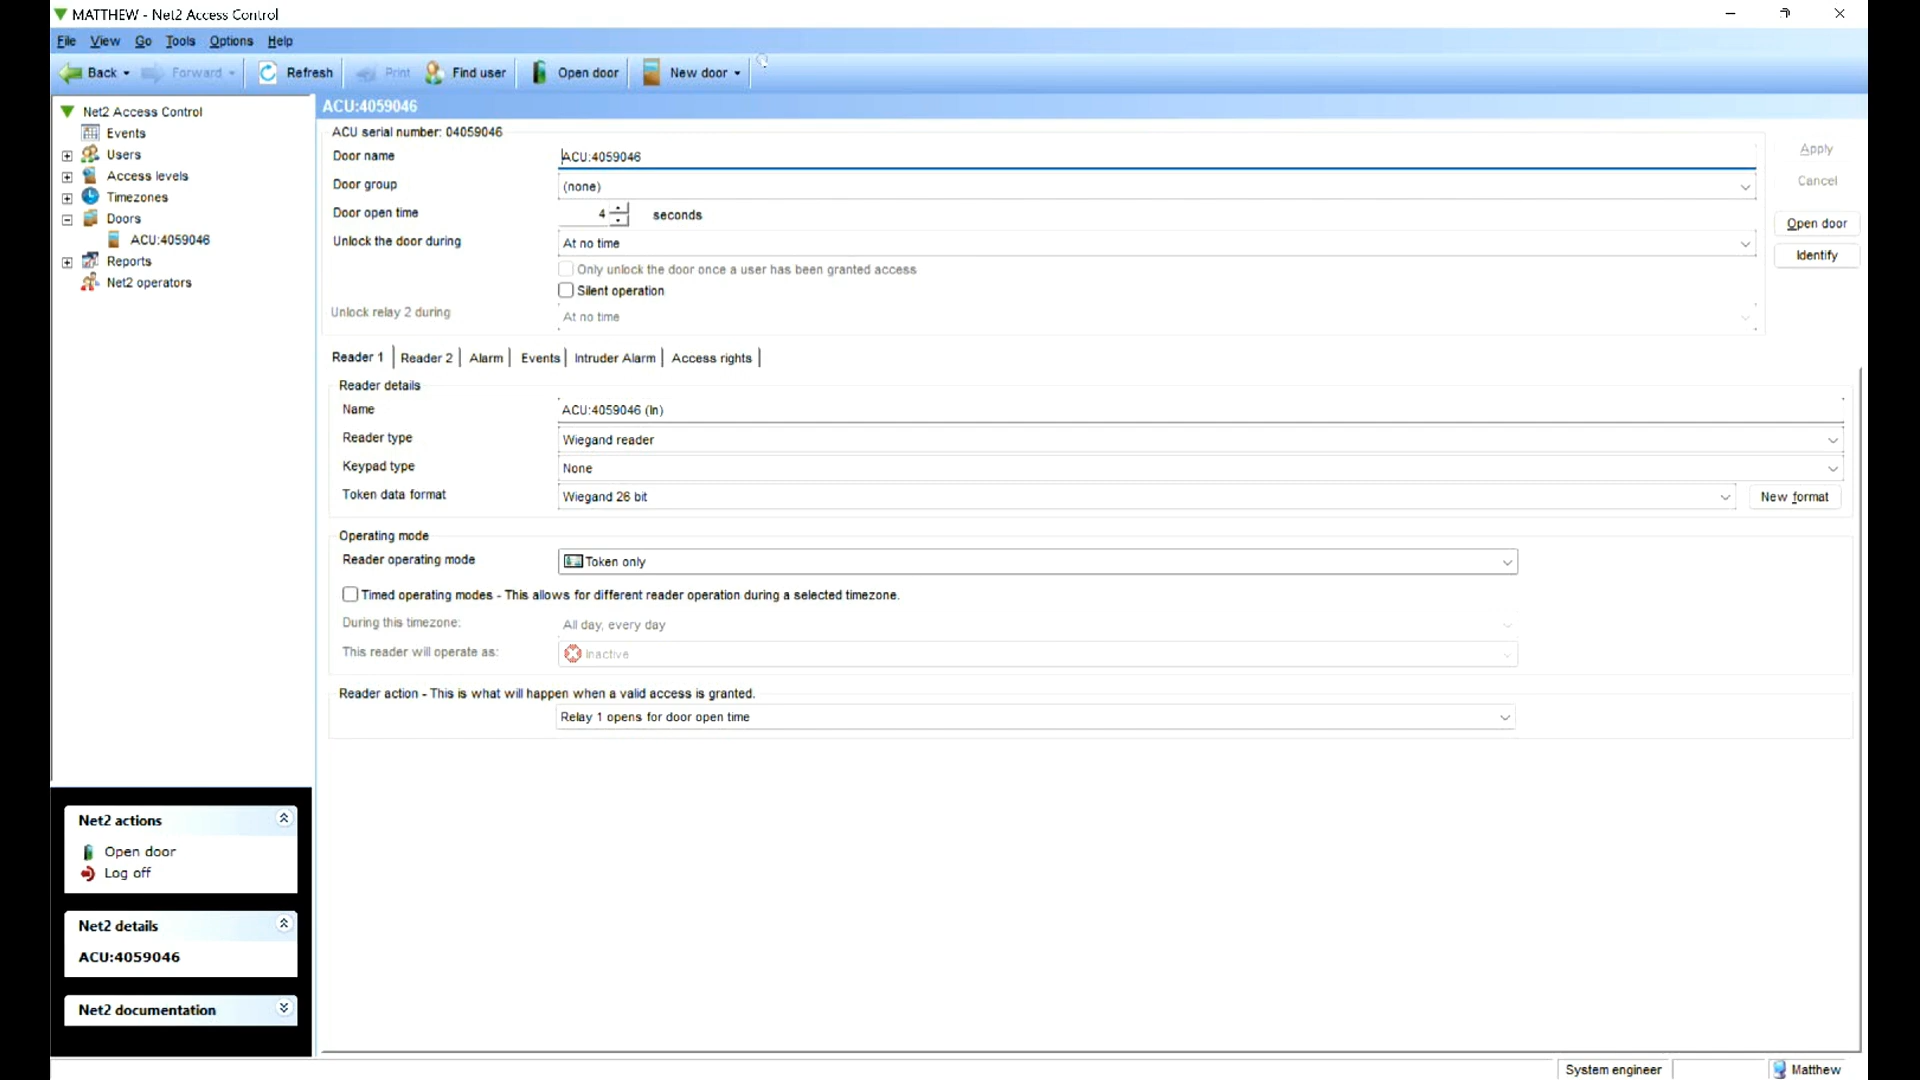 MATTHEW - Net2 Access Control
File View Go Tools Options Help
Back Forward Refresh Print Find user Open door New door
Net2 Access Control
Events
Users
Access levels
Timezones
Doors
ACU:4059046
Reports
Net2 operators
ACU:4059046
ACU serial number: 04059046
Door name ACU:4059046
Door group (none)
Door open time 4 seconds
Unlock the door during At no time
Only unlock the door once a user has been granted access
Silent operation
Unlock relay 2 during At no time
Apply
Cancel
Open door
Identify
Reader 1 Reader 2 Alarm Events Intruder Alarm Access rights
Reader details
Name ACU:4059046 (In)
Reader type Wiegand reader
Keypad type None
Token data format Wiegand 26 bit New format
Operating mode
Reader operating mode Token only
Timed operating modes - This allows for different reader operation during a selected timezone.
During this timezone: All day, every day
This reader will operate as: Inactive
Reader action - This is what will happen when a valid access is granted.
Relay 1 opens for door open time
Net2 actions
Open door
Log off
Net2 details
ACU:4059046
Net2 documentation
System engineer Matthew